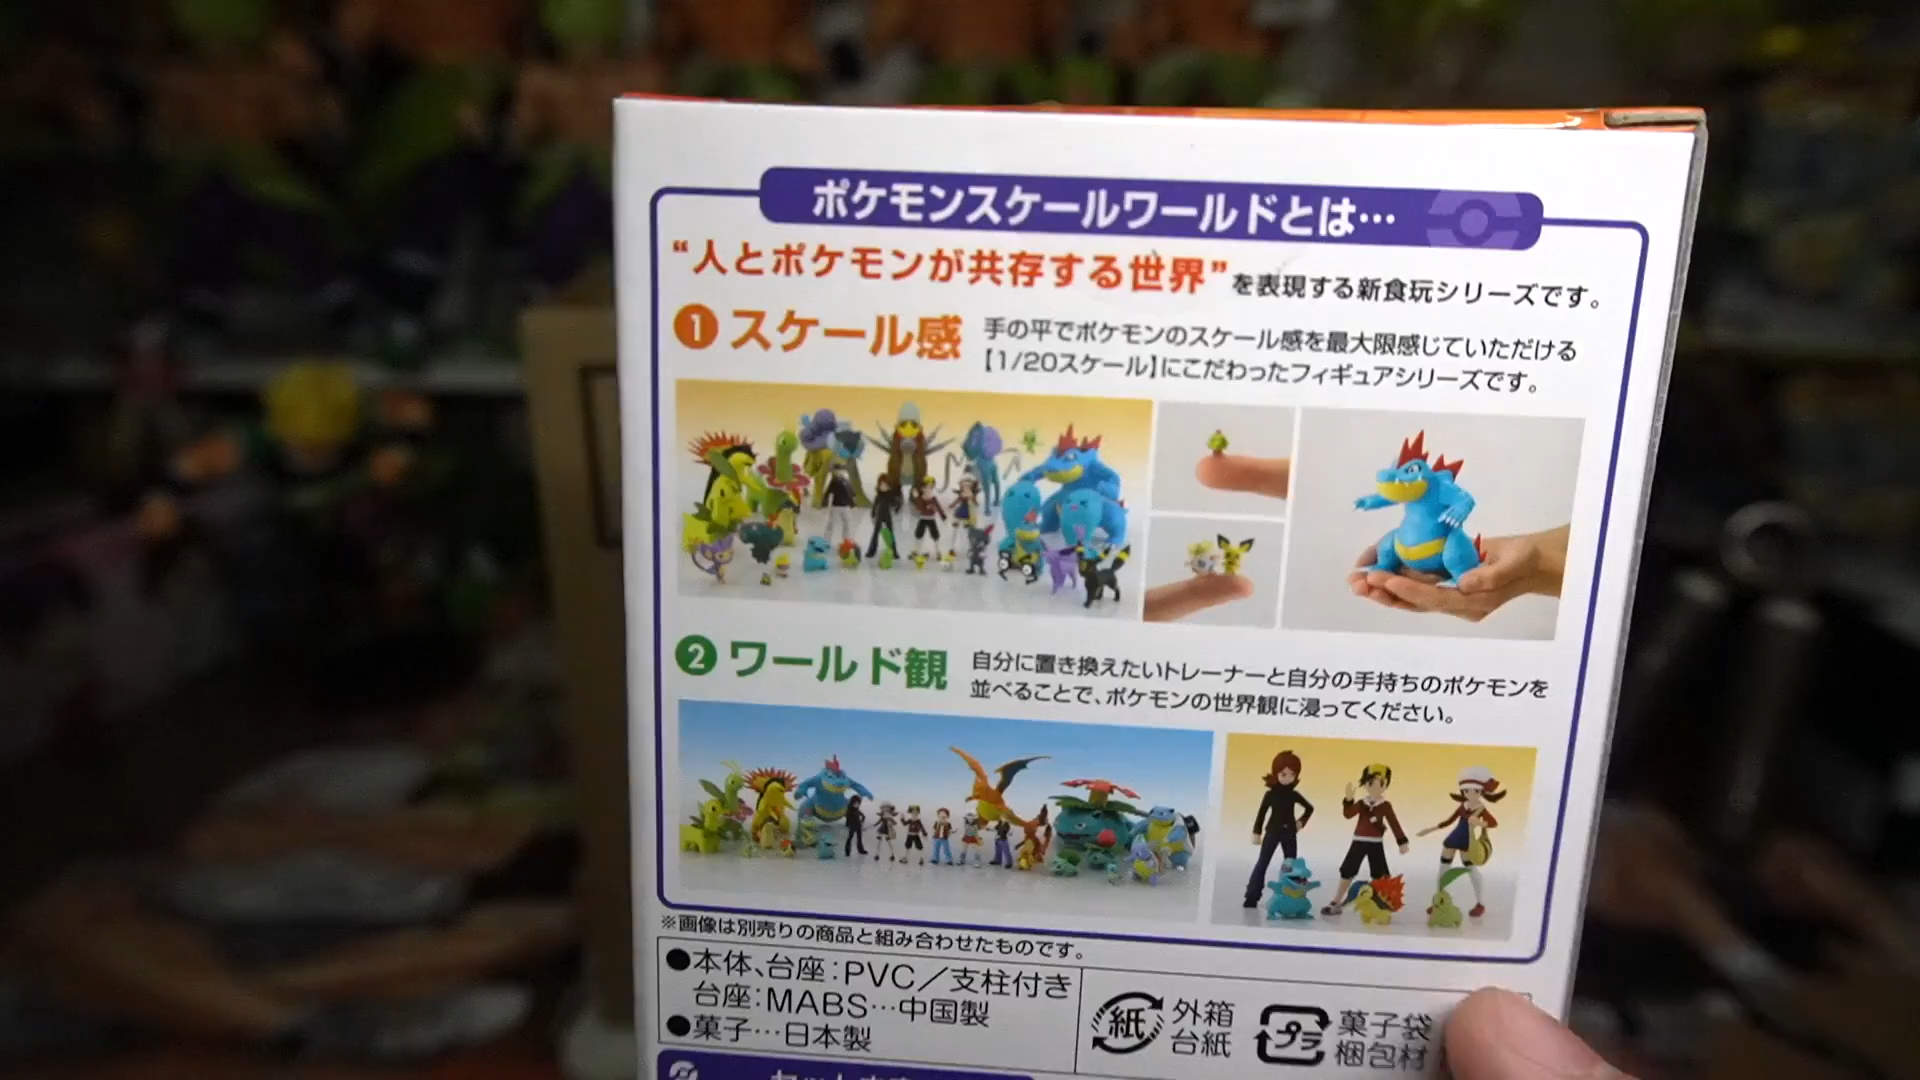 ポケモンスケールワールドとは…
“人とポケモンが共存する世界”を表現する新食玩シリーズです。
1 スケール感
手の平でポケモンのスケール感を最大限感じていただける
【1/20スケール】にこだわったフィギュアシリーズです。
2 ワールド観
自分に置き換えたいトレーナーと自分の手持ちのポケモンを
並べることで、ポケモンの世界観に浸ってください。
※画像は別売りの商品と組み合わせたものです。
●本体、台座：PVC／支柱付き
台座：MABS…中国製
●菓子…日本製
紙
外箱
台紙
プラ
菓子袋
梱包材